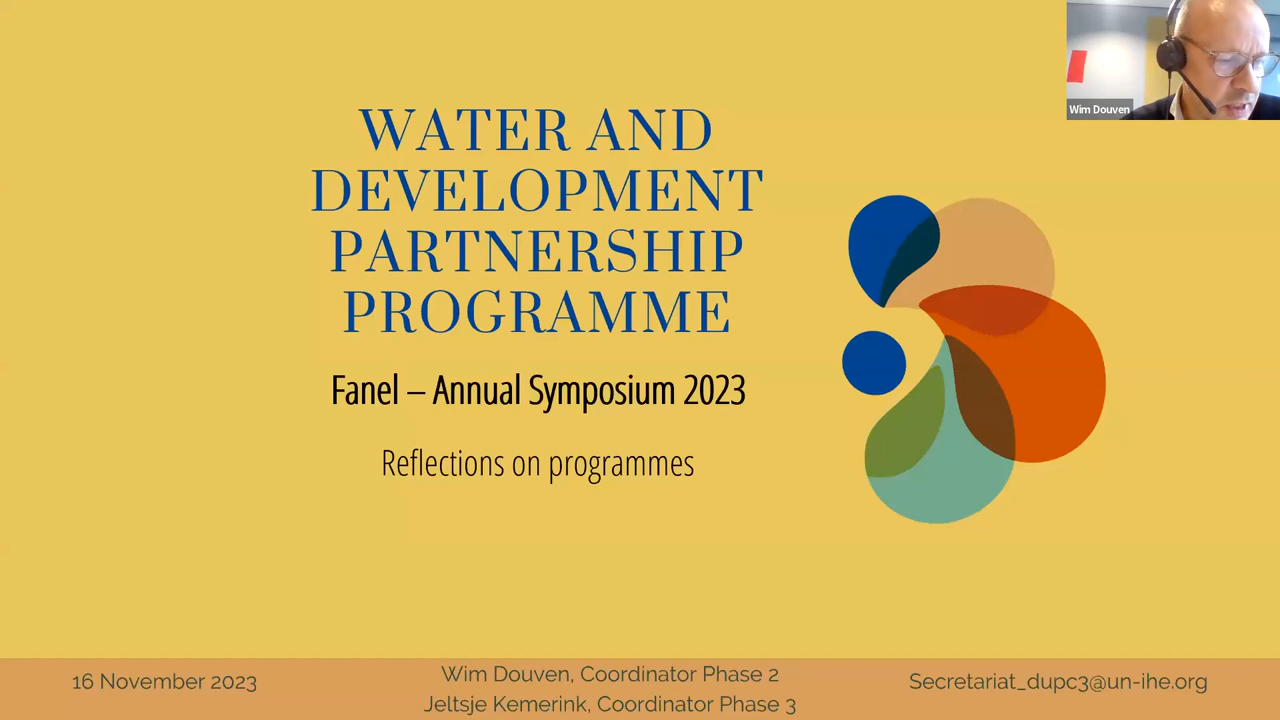 Wim Douven
WATER AND
DEVELOPMENT
PARTNERSHIP
PROGRAMME
Fanel – Annual Symposium 2023
Reflections on programmes
16 November 2023
Wim Douven, Coordinator Phase 2
Jeltsje Kemerink, Coordinator Phase 3
Secretariat_dupc3@un-ihe.org